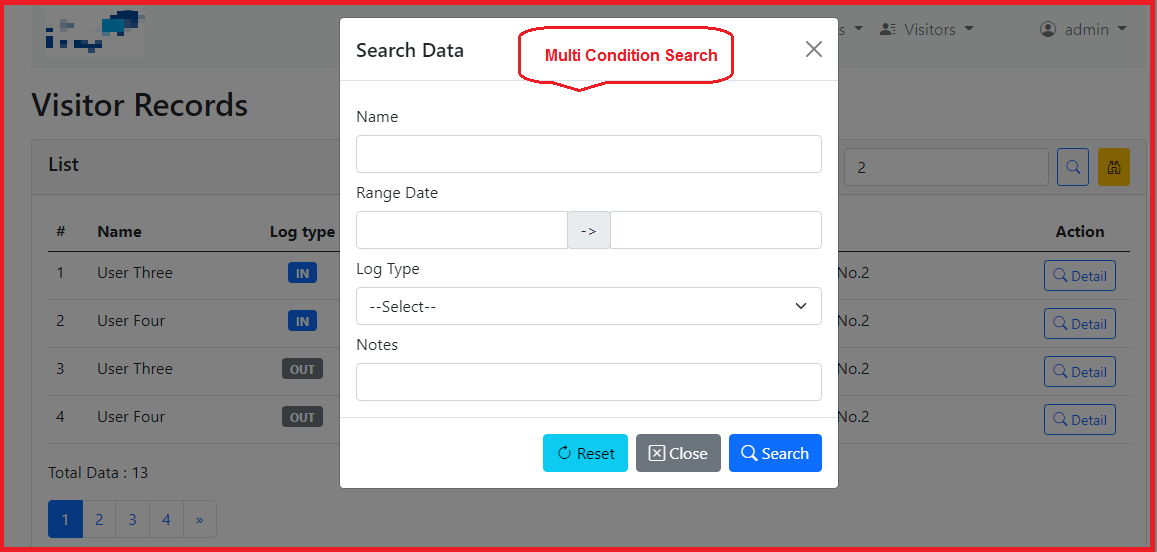 s
Visitors
admin
Search Data
Multi Condition Search
Visitor Records
List
2
Name
Range Date
->
Log Type
--Select--
Notes
Reset
Close
Search
# Name Log type Action
1 User Three IN No.2 Detail
2 User Four IN No.2 Detail
3 User Three OUT No.2 Detail
4 User Four OUT No.2 Detail
Total Data : 13
1 2 3 4 »